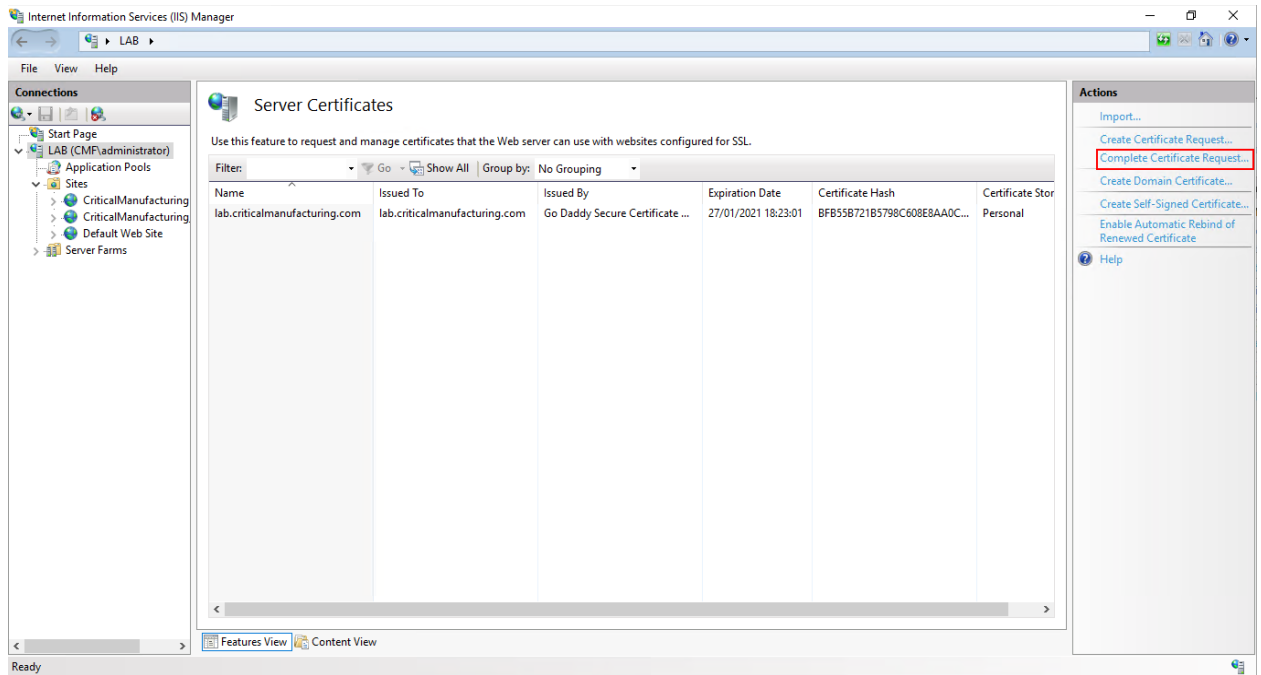 Internet Information Services (IIS) Manager
LAB
File View Help
Connections
Start Page
LAB (CMF\administrator)
Application Pools
Sites
CriticalManufacturing
CriticalManufacturing
Default Web Site
Server Farms
Server Certificates
Use this feature to request and manage certificates that the Web server can use with websites configured for SSL.
Filter: Go Show All Group by: No Grouping
Name Issued To Issued By Expiration Date Certificate Hash Certificate Stor
lab.criticalmanufacturing.com lab.criticalmanufacturing.com Go Daddy Secure Certificate ... 27/01/2021 18:23:01 BFB55B721B5798C608E8AA0C... Personal
Features View Content View
Actions
Import...
Create Certificate Request...
Complete Certificate Request...
Create Domain Certificate...
Create Self-Signed Certificate...
Enable Automatic Rebind of
Renewed Certificate
Help
Ready